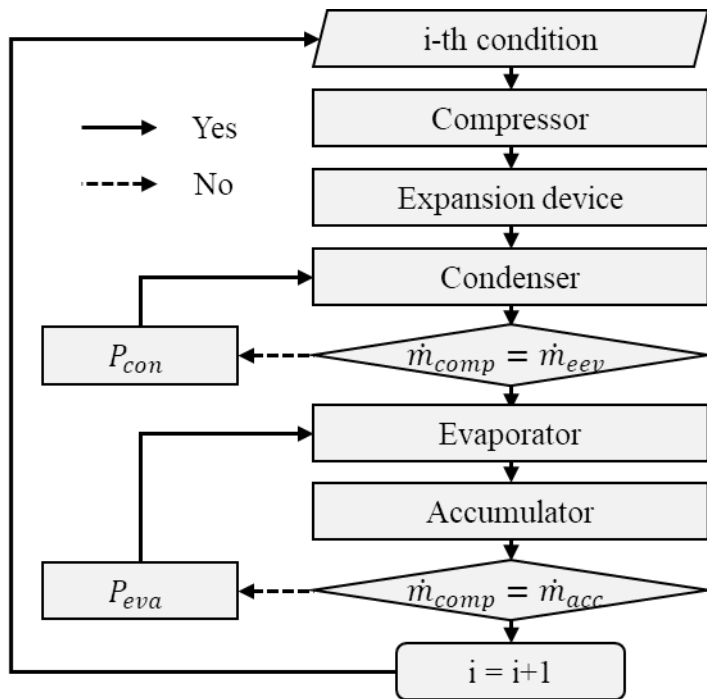 i-th condition
Yes
Compressor
No
Expansion device
Condenser
P_con
ṁ_comp = ṁ_eev
Evaporator
Accumulator
P_eva
ṁ_comp = ṁ_acc
i = i+1